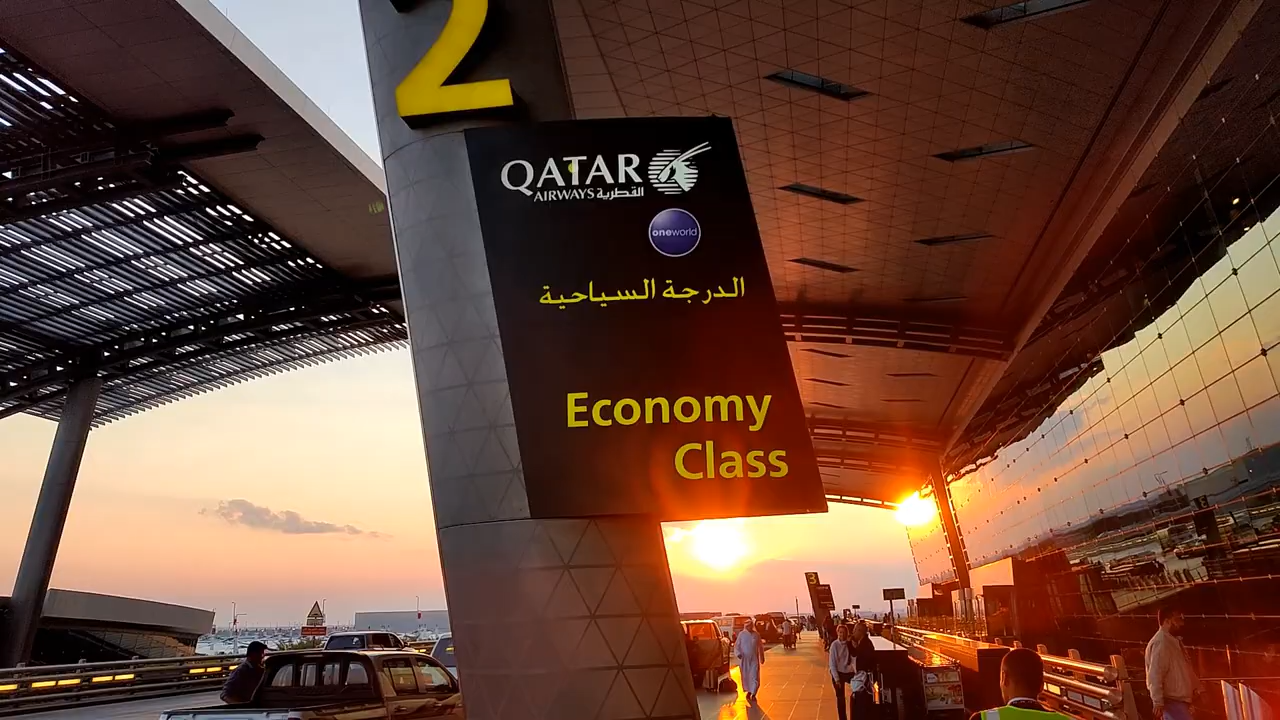 2
QATAR
AIRWAYS القطرية
oneworld
الدرجة السياحية
Economy
Class
3